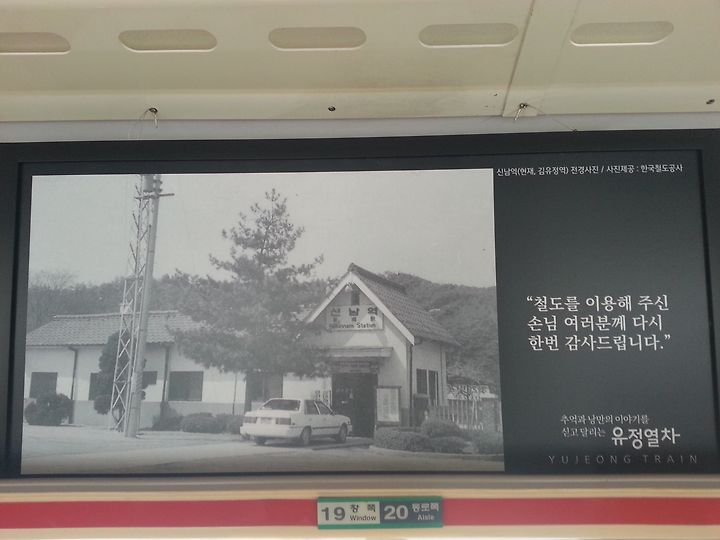 신남역(현재, 김유정역) 전경사진 / 사진제공 : 한국철도공사
신남역
Sinnam Station
“철도를 이용해 주신
손님 여러분께 다시
한번 감사드립니다.”
추억과 낭만의 이야기를
싣고 달리는 유정열차
YUJEONG TRAIN
19 창 쪽 Window 20 통로쪽 Aisle